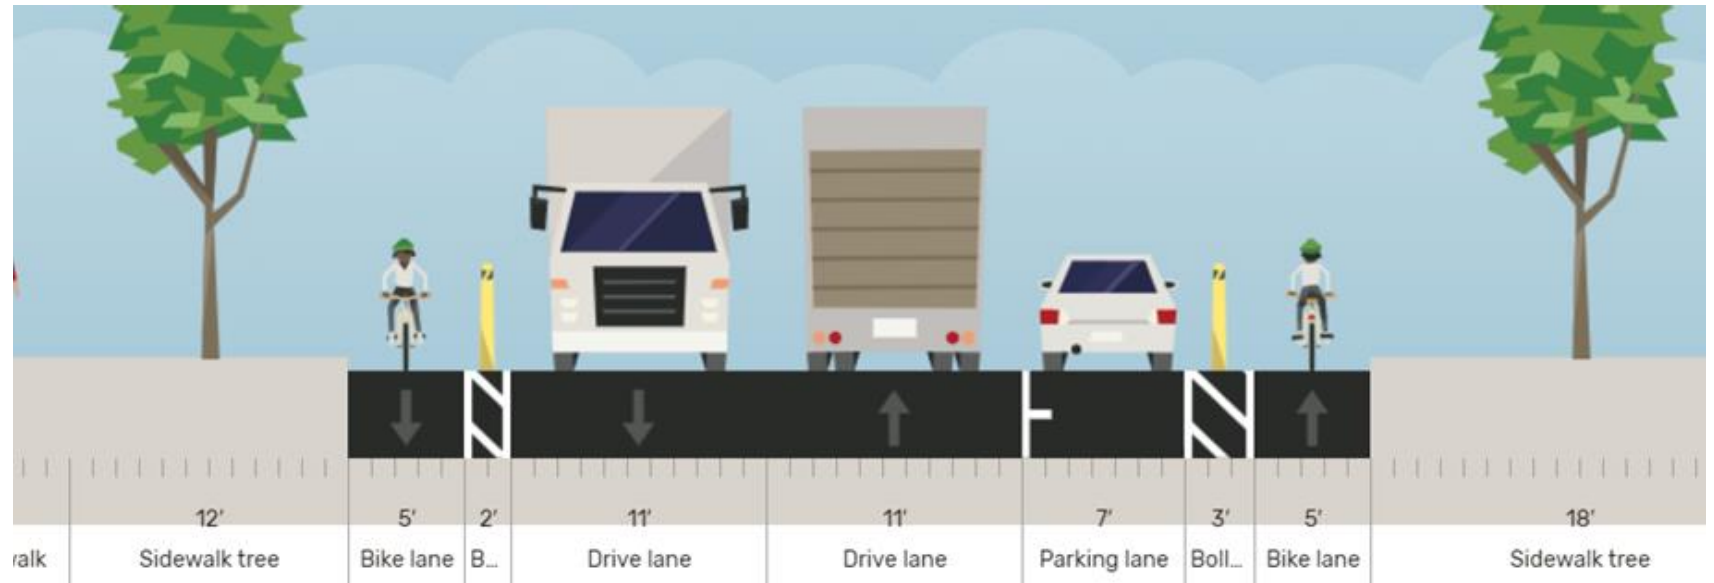 12' 5' 2' 11' 11' 7' 3' 5' 18'
valk Sidewalk tree Bike lane B... Drive lane Drive lane Parking lane Boll... Bike lane Sidewalk tree